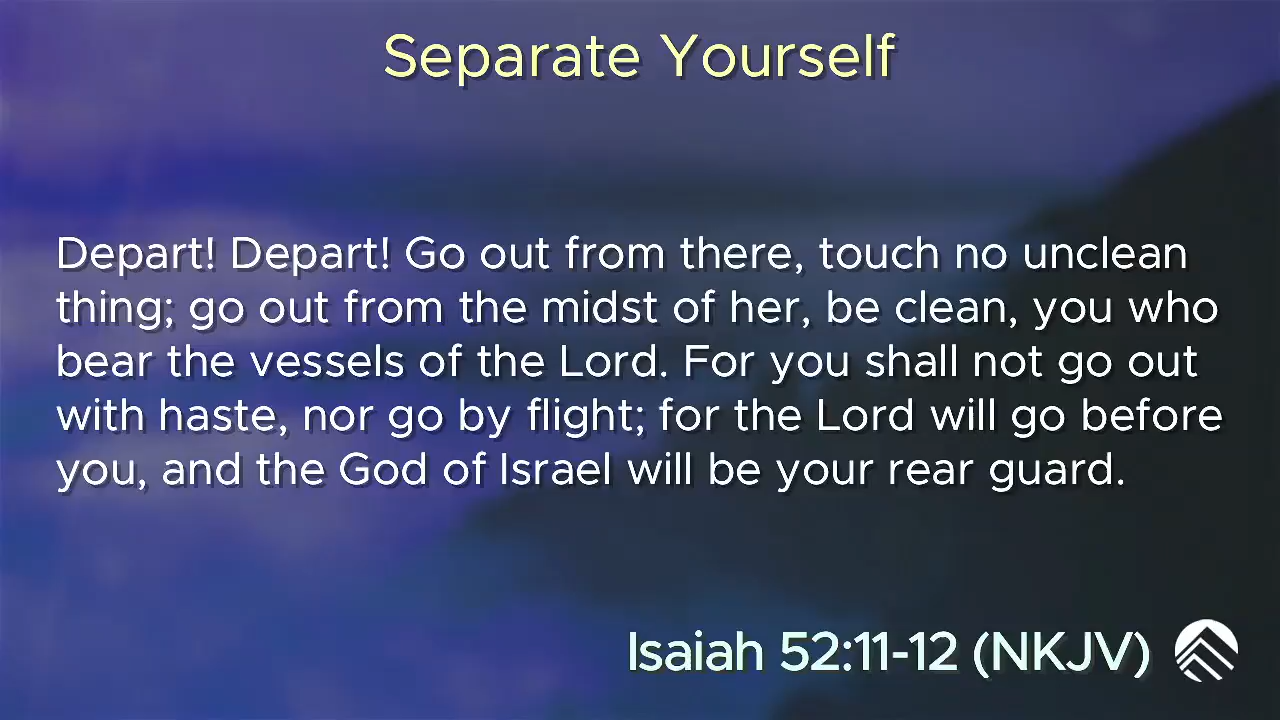 Separate Yourself
Depart! Depart! Go out from there, touch no unclean
thing; go out from the midst of her, be clean, you who
bear the vessels of the Lord. For you shall not go out
with haste, nor go by flight; for the Lord will go before
you, and the God of Israel will be your rear guard.
Isaiah 52:11-12 (NKJV)